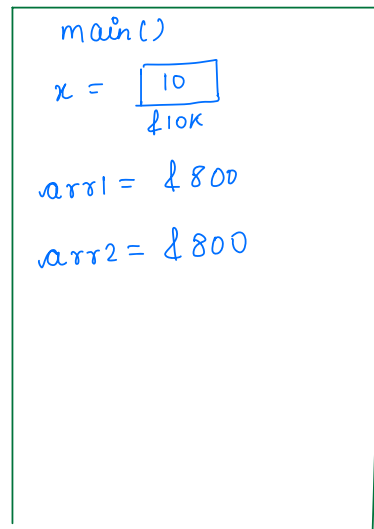 main()
x = 10
&10K
arr1 = &800
arr2 = &800